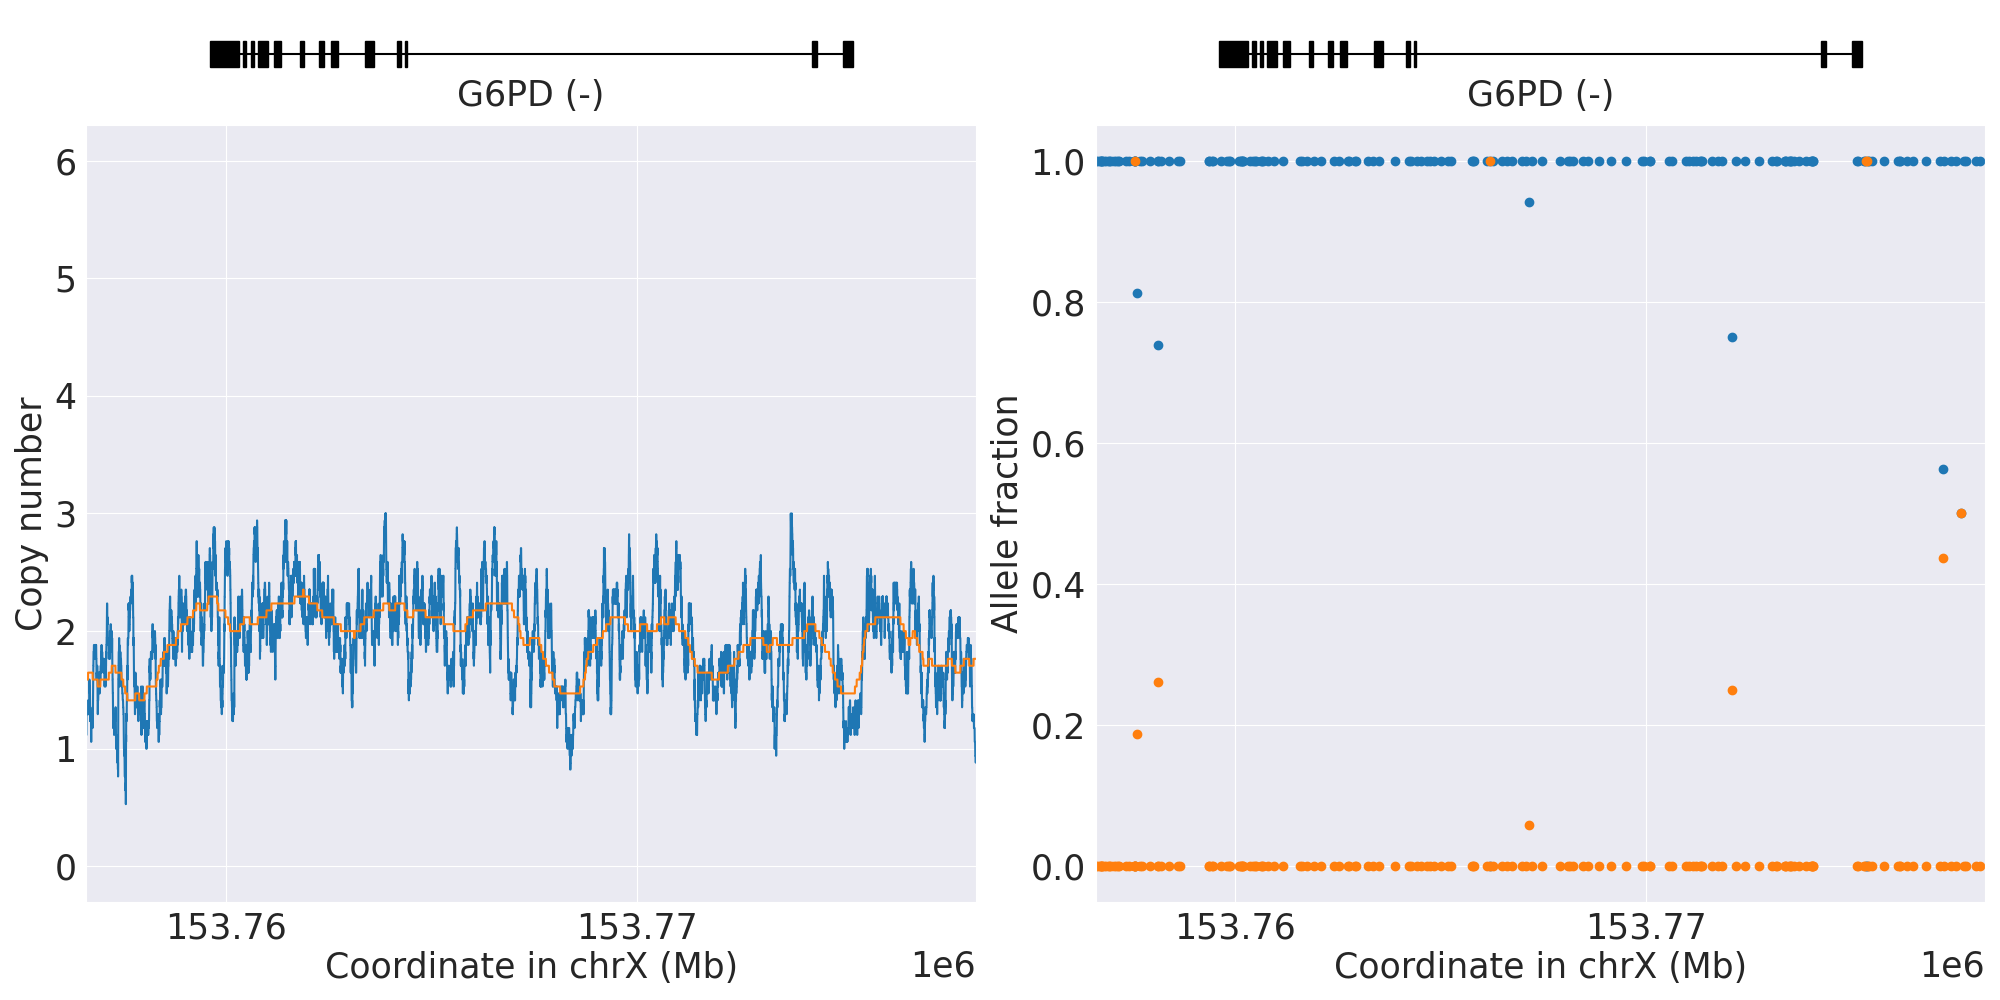 G6PD (-)
G6PD (-)
Copy number
6
5
4
3
2
1
0
153.76
153.77
Coordinate in chrX (Mb)
1e6
Allele fraction
1.0
0.8
0.6
0.4
0.2
0.0
153.76
153.77
Coordinate in chrX (Mb)
1e6